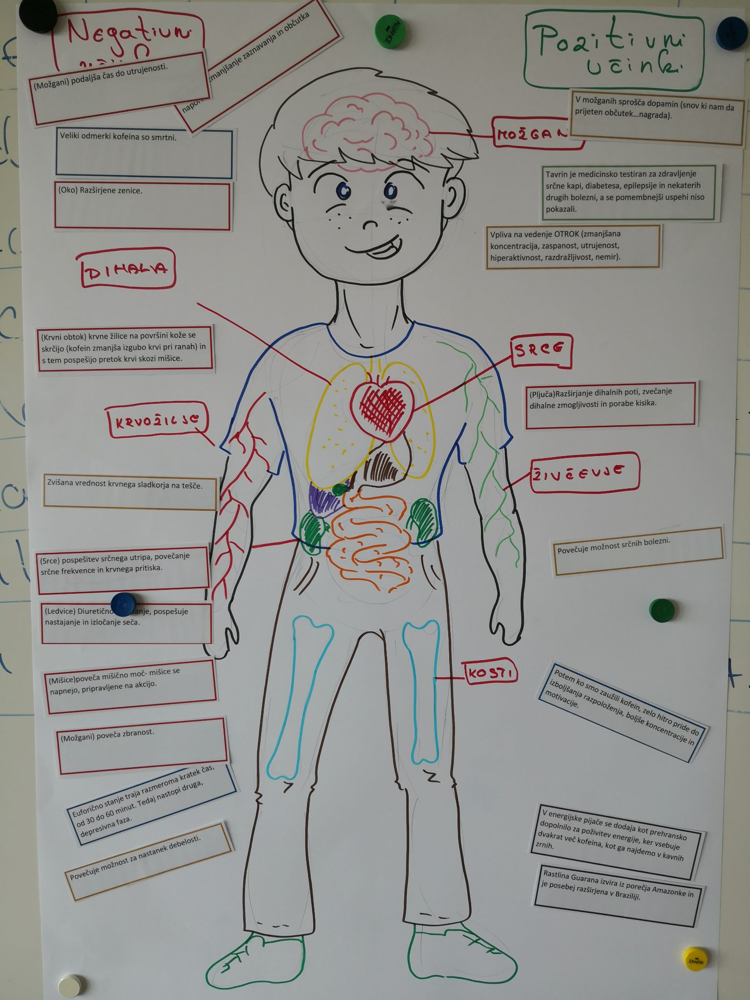 Negativni
Pozitivni
učinki
(Možgani) podaljša čas do utrujenosti.
zmanjšanje zaznavanja in občutka
V možganih sprošča dopamin (snov ki nam da
prijeten občutek...nagrada).
MOŽGAN
Veliki odmerki kofeina so smrtni.
(Oko) Razširjene zenice.
Tavrin je medicinsko testiran za zdravljenje
srčne kapi, diabetesa, epilepsije in nekaterih
drugih bolezni, a se pomembnejši uspehi niso
pokazali.
Vpliva na vedenje OTROK (zmanjšana
koncentracija, zaspanost, utrujenost,
hiperaktivnost, razdražljivost, nemir).
DIHALA
(Krvni obtok) krvne žilice na površini kože se
skrčijo (kofein zmanjša izgubo krvi pri ranah) in
s tem pospešijo pretok krvi skozi mišice.
SRCE
(Pljuča)Razširjanje dihalnih poti, zvečanje
dihalne zmogljivosti in porabe kisika.
KRVOŽILJE
ŽIVČEVJE
Zvišana vrednost krvnega sladkorja na tešče.
Povečuje možnost srčnih bolezni.
(Srce) pospešitev srčnega utripa, povečanje
srčne frekvence in krvnega pritiska.
(Ledvice) Diuretično pospešuje
nastajanje in izločanje seča.
(Mišice)poveča mišično moč- mišice se
napnejo, pripravljene na akcijo.
KOSTI
Potem ko smo zaužili kofein, zelo hitro pride do
izboljšanja razpoloženja, boljše koncentracije in
motivacije.
(Možgani) poveča zbranost.
Euforično stanje traja razmeroma kratek čas,
od 30 do 60 minut. Tedaj nastopi druga,
depresivna faza.
Povečuje možnost za nastanek debelosti.
V energijske pijače se dodaja kot prehransko
dopolnilo za poživitev energije, ker vsebuje
dvakrat več kofeina, kot ga najdemo v kavnih
zrnih.
Rastlina Guarana izvira iz porečja Amazonke in
je posebej razširjena v Braziliji.
ALLIANCE
ALLIANCE